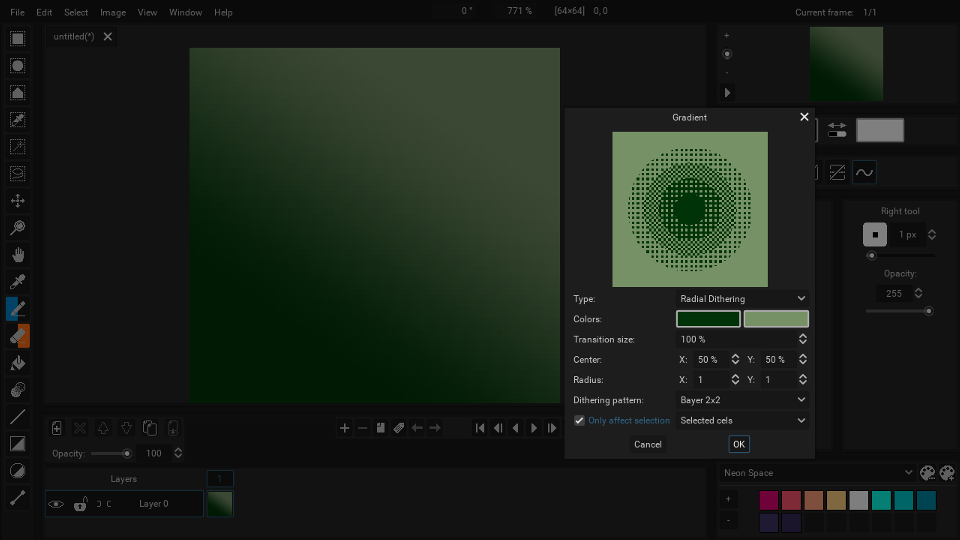 File Edit Select Image View Window Help
0 ° 771 % [64×64] 0, 0
Current frame: 1/1
untitled(*)
Gradient
Type: Radial Dithering
Colors:
Transition size: 100 %
Center: X: 50 % Y: 50 %
Radius: X: 1 Y: 1
Dithering pattern: Bayer 2x2
Only affect selection Selected cels
Cancel OK
Right tool
1 px
Opacity:
255
Opacity: 100
Layers 1
Layer 0
Neon Space